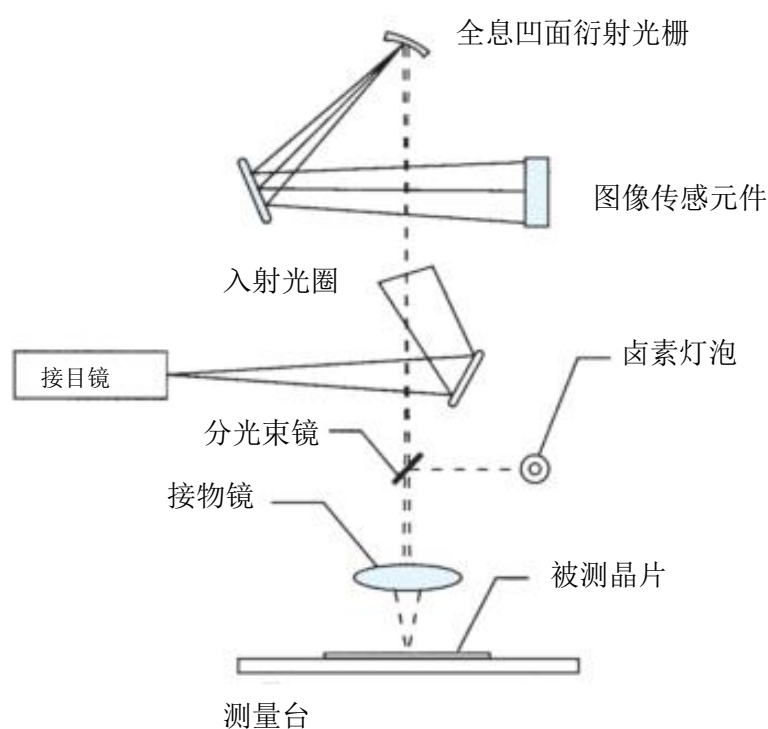 全息凹面衍射光栅
图像传感元件
入射光圈
卤素灯泡
接目镜
分光束镜
接物镜
被测晶片
测量台